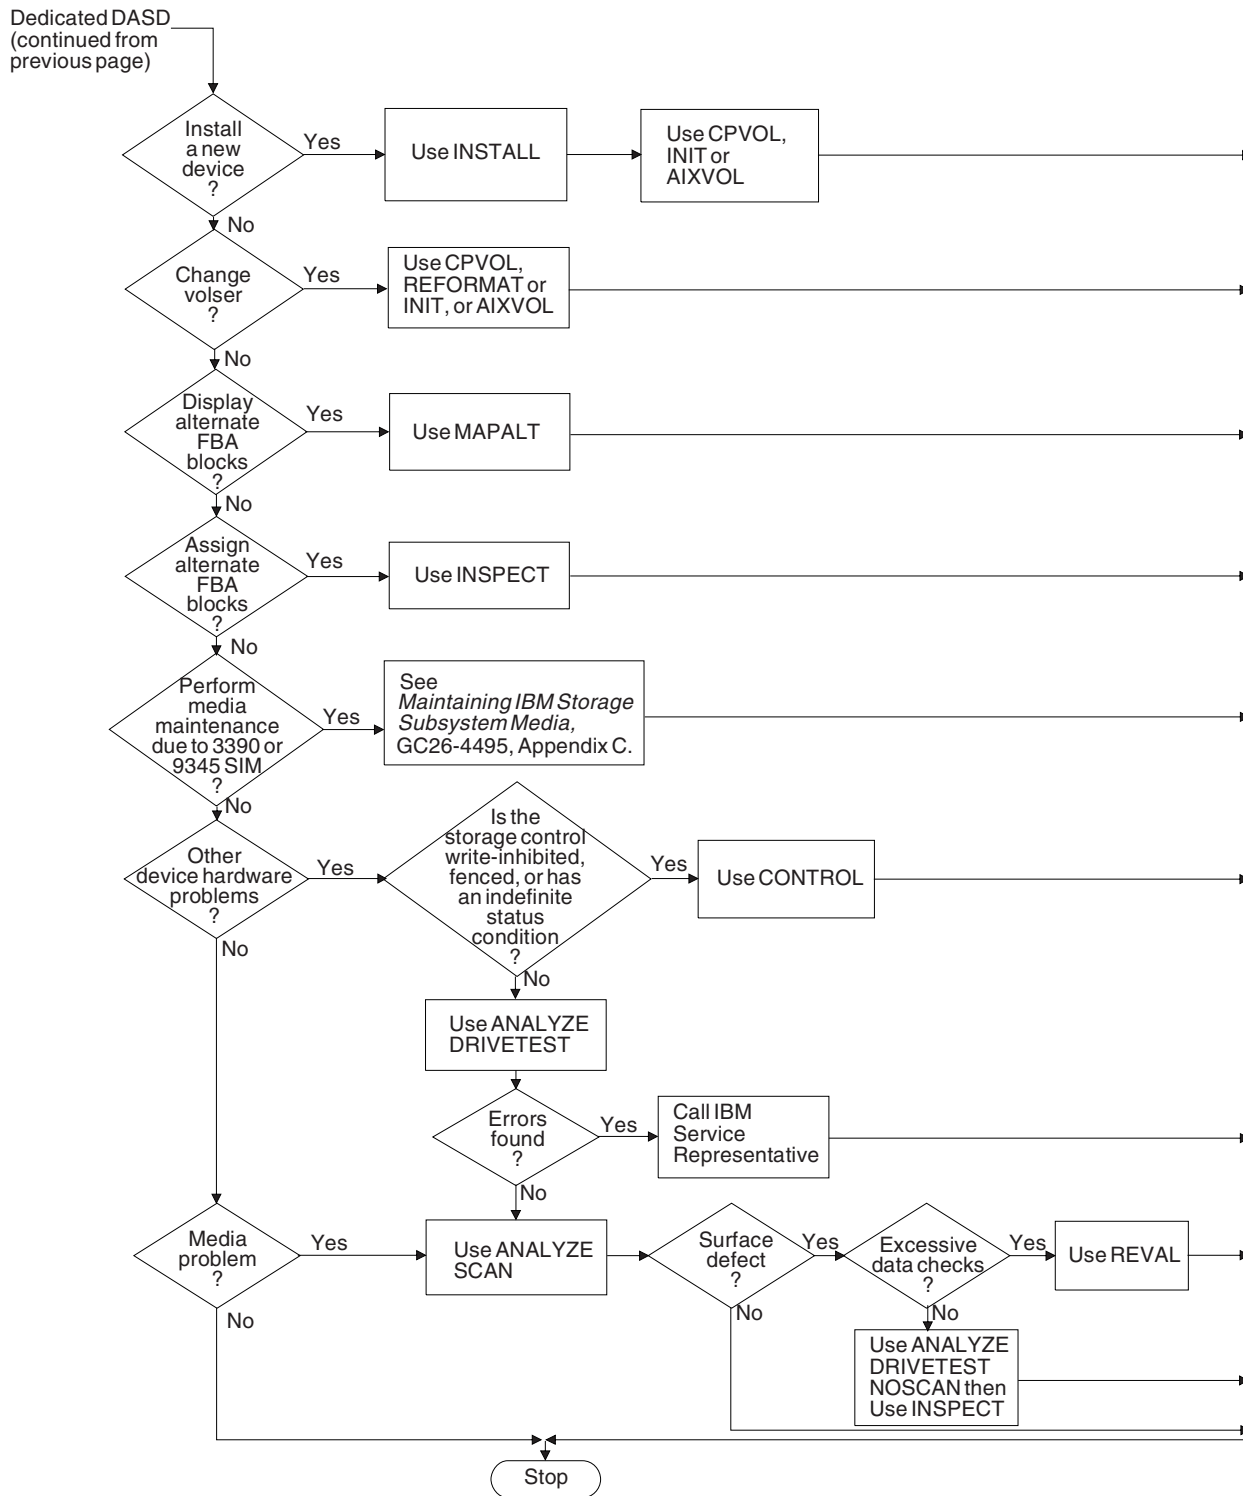 Dedicated DASD
(continued from
previous page)
Install
a new
device
?
Yes
Use INSTALL
Use CPVOL,
INIT or
AIXVOL
No
Change
volser
?
Yes
Use CPVOL,
REFORMAT or
INIT, or AIXVOL
No
Display
alternate
FBA
blocks
?
Yes
Use MAPALT
No
Assign
alternate
FBA
blocks
?
Yes
Use INSPECT
No
Perform
media
maintenance
due to 3390 or
9345 SIM
?
Yes
See
Maintaining IBM Storage
Subsystem Media,
GC26-4495, Appendix C.
No
Other
device hardware
problems
?
Yes
Is the
storage control
write-inhibited,
fenced, or has
an indefinite
status
condition
?
Yes
Use CONTROL
No
No
Use ANALYZE
DRIVETEST
Errors
found
?
Yes
Call IBM
Service
Representative
No
Media
problem
?
Yes
Use ANALYZE
SCAN
Surface
defect
?
Yes
Excessive
data checks
?
Yes
Use REVAL
No
No
No
Use ANALYZE
DRIVETEST
NOSCAN then
Use INSPECT
Stop